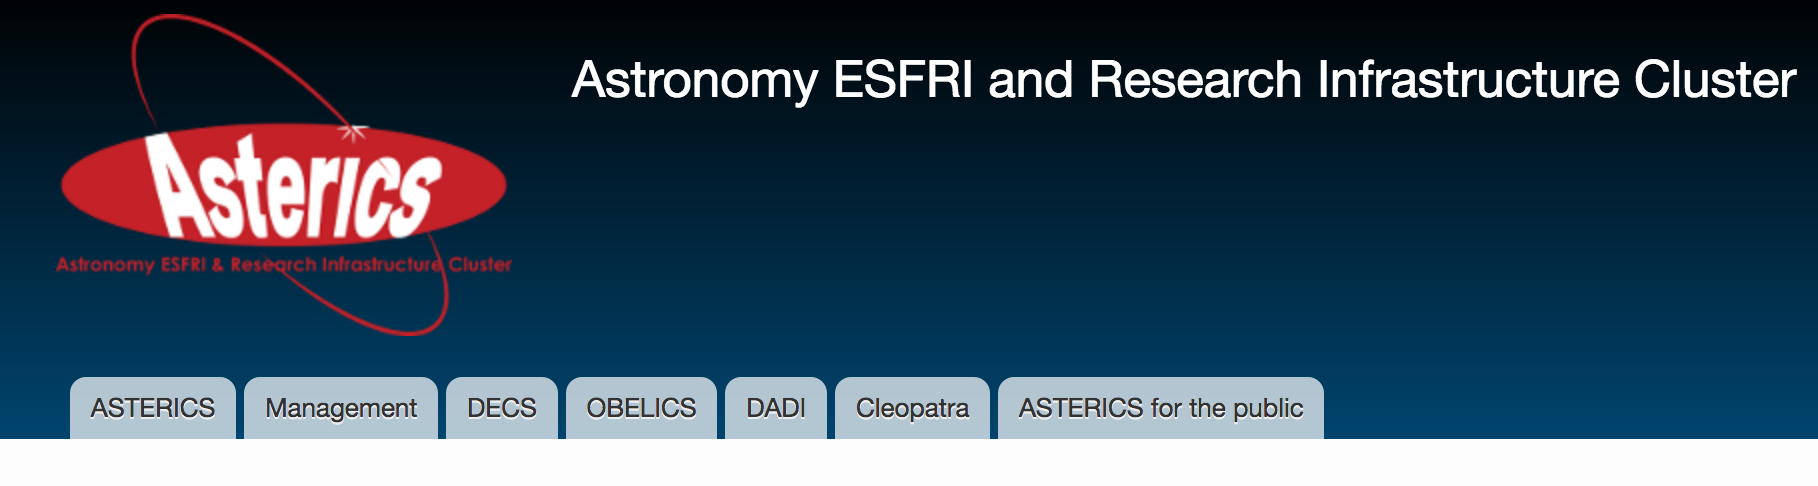 Astronomy ESFRI and Research Infrastructure Cluster
Asterics
Astronomy ESFRI & Research Infrastructure Cluster
ASTERICS
Management
DECS
OBELICS
DADI
Cleopatra
ASTERICS for the public